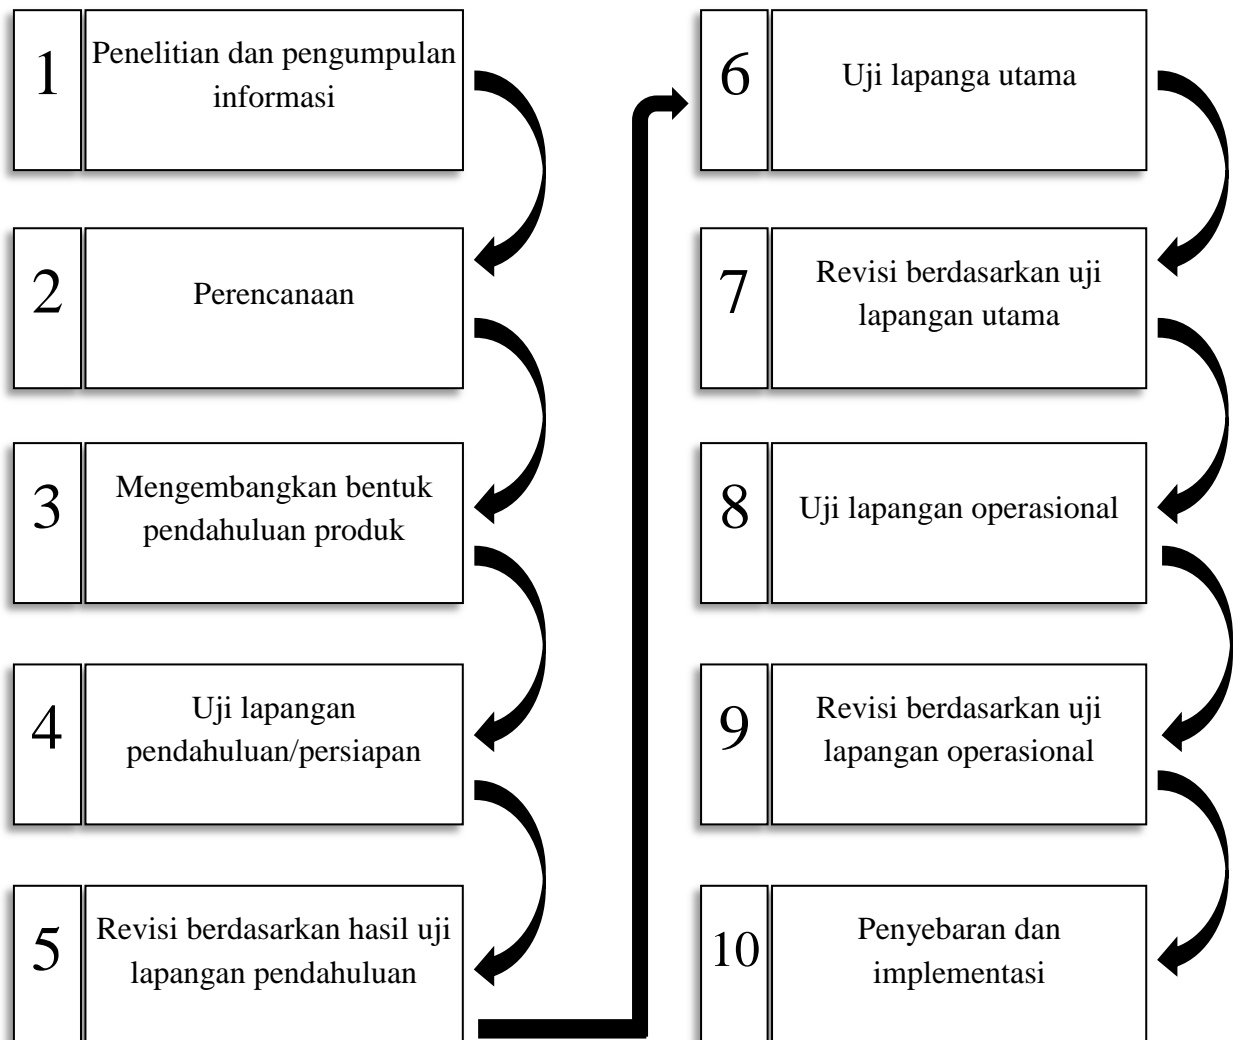 1
Penelitian dan pengumpulan
informasi
2
Perencanaan
3
Mengembangkan bentuk
pendahuluan produk
4
Uji lapangan
pendahuluan/persiapan
5
Revisi berdasarkan hasil uji
lapangan pendahuluan
6
Uji lapanga utama
7
Revisi berdasarkan uji
lapangan utama
8
Uji lapangan operasional
9
Revisi berdasarkan uji
lapangan operasional
10
Penyebaran dan
implementasi